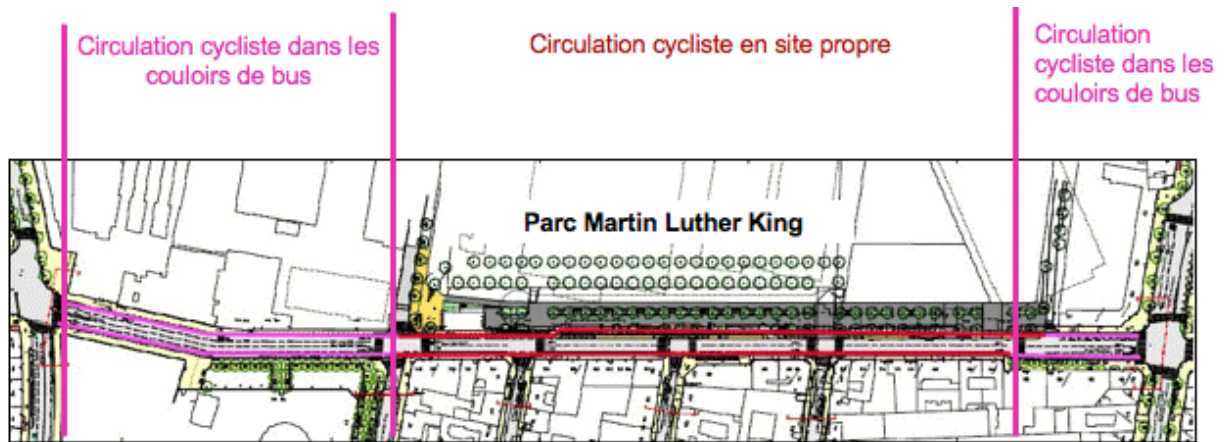 Circulation cycliste dans les
couloirs de bus
Circulation cycliste en site propre
Circulation
cycliste dans les
couloirs de bus
Parc Martin Luther King